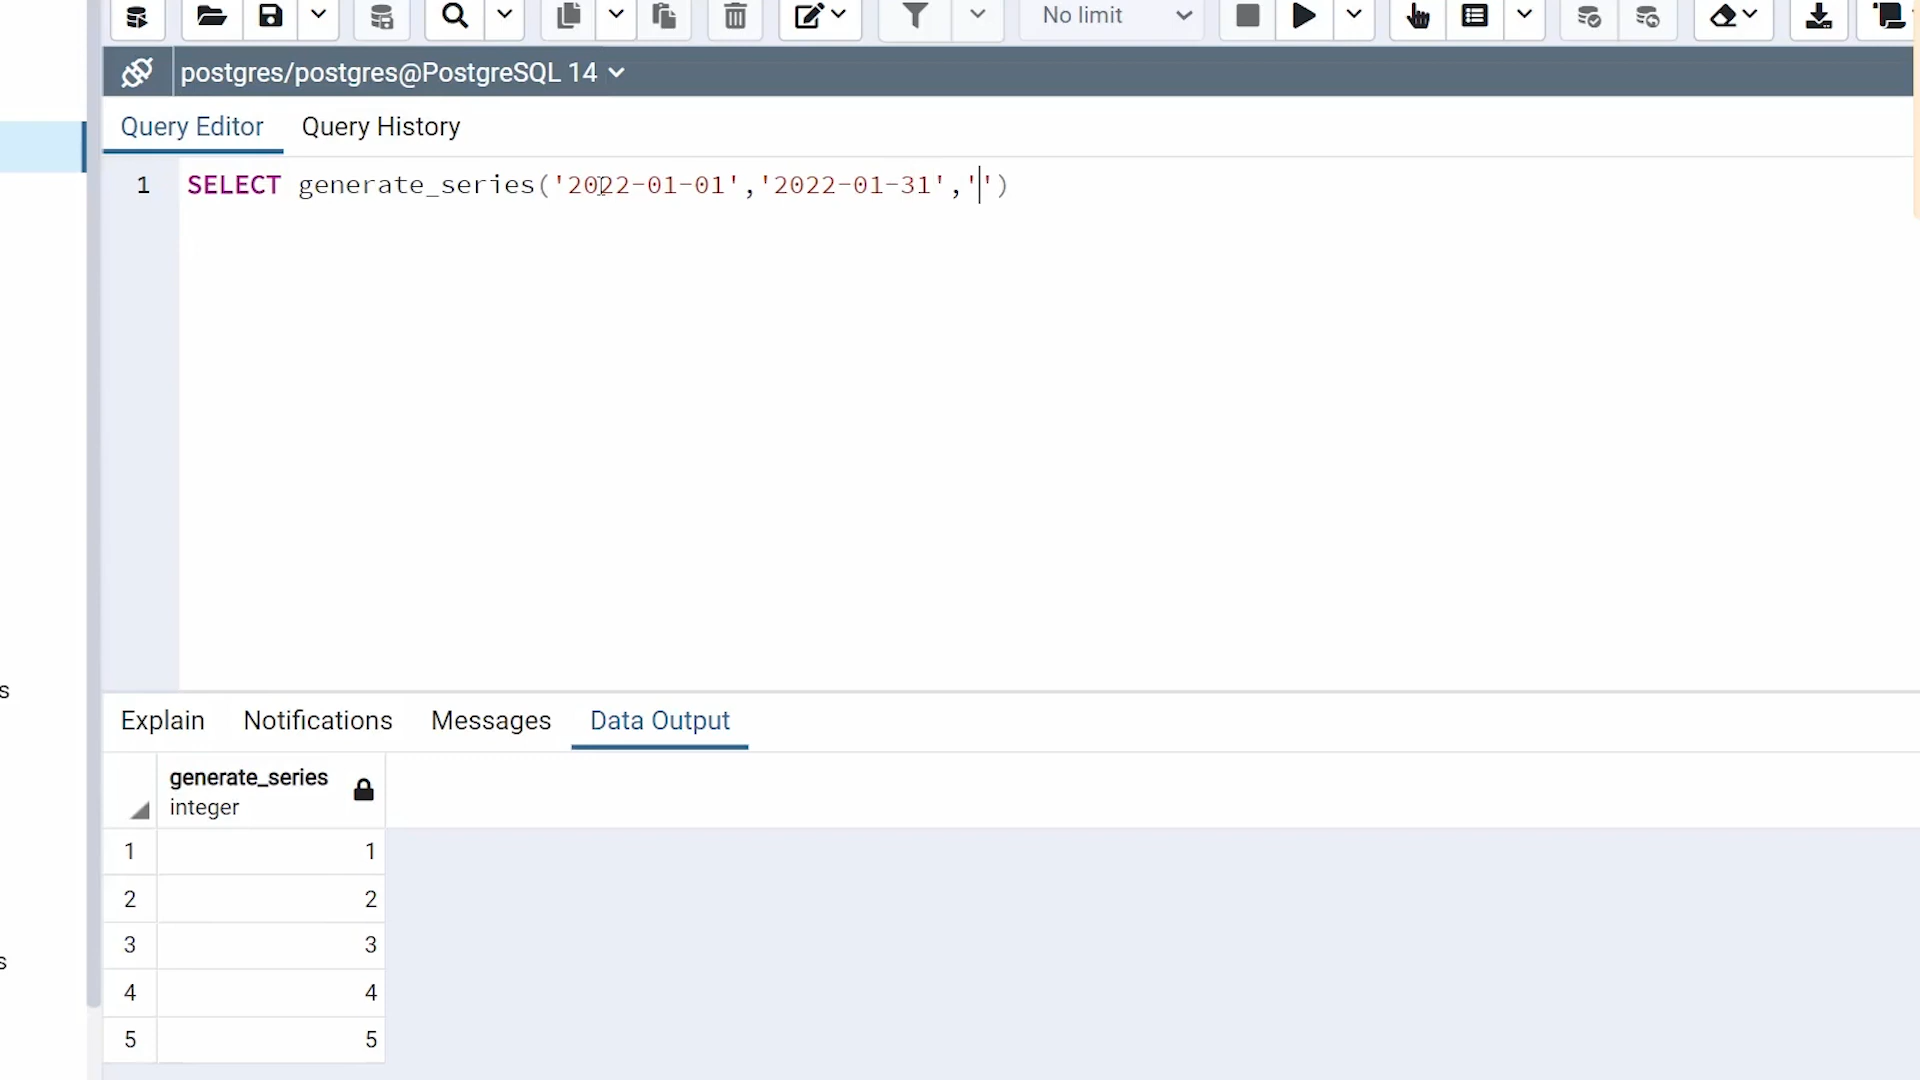 No limit
postgres/postgres@PostgreSQL 14
Query Editor Query History
1 SELECT generate_series('2022-01-01','2022-01-31','')
s
Explain Notifications Messages Data Output
generate_series
integer
1 1
2 2
3 3
s
4 4
5 5